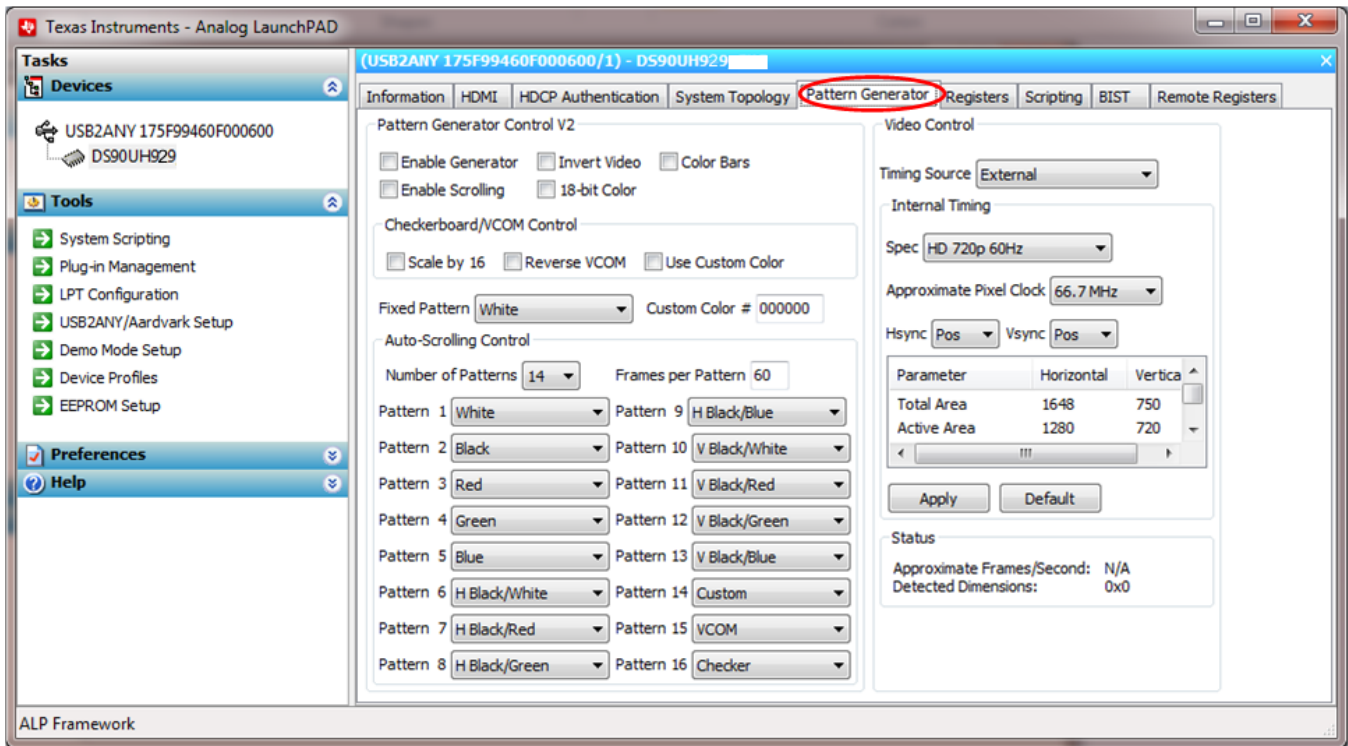 Texas Instruments - Analog LaunchPAD
Tasks
Devices
USB2ANY 175F99460F000600
DS90UH929
Tools
System Scripting
Plug-in Management
LPT Configuration
USB2ANY/Aardvark Setup
Demo Mode Setup
Device Profiles
EEPROM Setup
Preferences
Help
(USB2ANY 175F99460F000600/1) - DS90UH929
Information HDMI HDCP Authentication System Topology Pattern Generator Registers Scripting BIST Remote Registers
Pattern Generator Control V2
Enable Generator Invert Video Color Bars
Enable Scrolling 18-bit Color
Checkerboard/VCOM Control
Scale by 16 Reverse VCOM Use Custom Color
Fixed Pattern White Custom Color # 000000
Auto-Scrolling Control
Number of Patterns 14 Frames per Pattern 60
Pattern 1 White Pattern 9 H Black/Blue
Pattern 2 Black Pattern 10 V Black/White
Pattern 3 Red Pattern 11 V Black/Red
Pattern 4 Green Pattern 12 V Black/Green
Pattern 5 Blue Pattern 13 V Black/Blue
Pattern 6 H Black/White Pattern 14 Custom
Pattern 7 H Black/Red Pattern 15 VCOM
Pattern 8 H Black/Green Pattern 16 Checker
Video Control
Timing Source External
Internal Timing
Spec HD 720p 60Hz
Approximate Pixel Clock 66.7 MHz
Hsync Pos Vsync Pos
Parameter Horizontal Vertica
Total Area 1648 750
Active Area 1280 720
Apply Default
Status
Approximate Frames/Second: N/A
Detected Dimensions: 0x0
ALP Framework